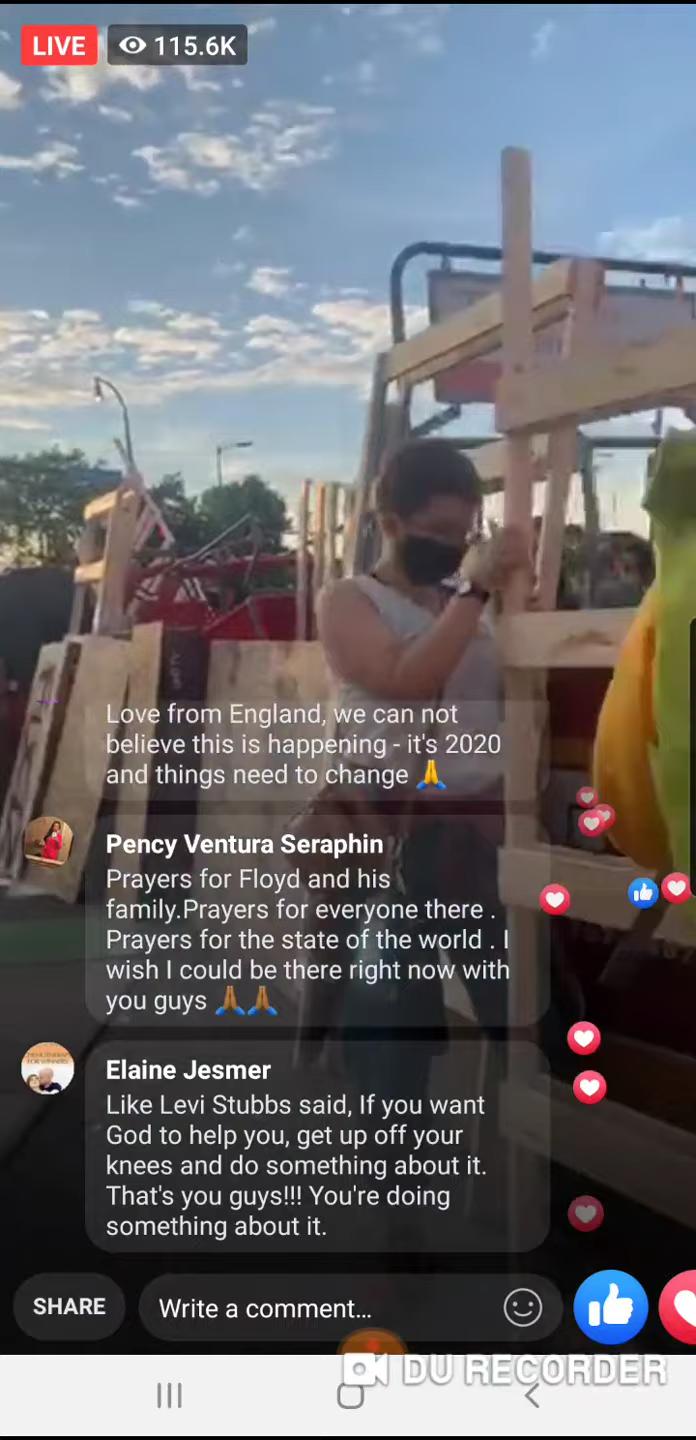 LIVE
115.6K
Love from England, we can not
believe this is happening - it's 2020
and things need to change 🙏
Pency Ventura Seraphin
Prayers for Floyd and his
family.Prayers for everyone there .
Prayers for the state of the world . I
wish I could be there right now with
you guys 🙏🏾🙏🏾
Elaine Jesmer
Like Levi Stubbs said, If you want
God to help you, get up off your
knees and do something about it.
That's you guys!!! You're doing
something about it.
SHARE
Write a comment...
DU RECORDER